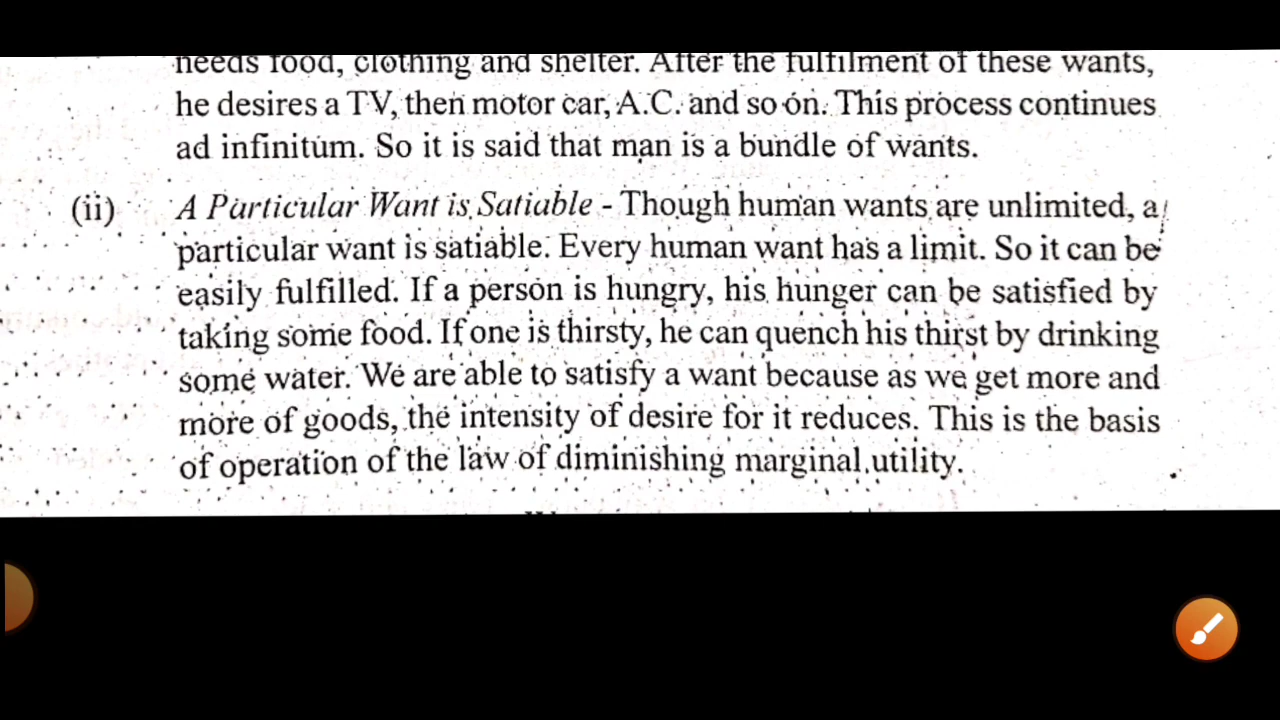 needs food, clothing and shelter. After the fulfilment of these wants,
he desires a TV, then motor car, A.C. and so on. This process continues
ad infinitum. So it is said that man is a bundle of wants.
(ii) A Particular Want is Satiable - Though human wants are unlimited, a
particular want is satiable. Every human want has a limit. So it can be
easily fulfilled. If a person is hungry, his hunger can be satisfied by
taking some food. If one is thirsty, he can quench his thirst by drinking
some water. We are able to satisfy a want because as we get more and
more of goods, the intensity of desire for it reduces. This is the basis
of operation of the law of diminishing marginal utility.